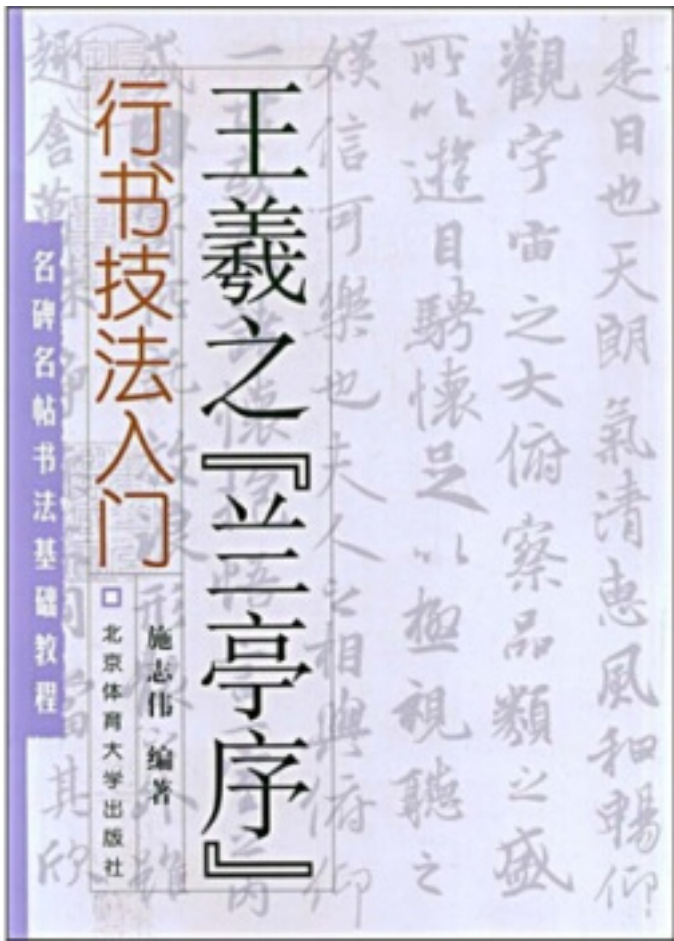 王羲之『兰亭序』
行书技法入门
施志伟 编著
北京体育大学出版社
名碑名帖书法基础教程
是日也天朗氣清惠風和暢仰
觀宇宙之大俯察品類之盛
所以遊目騁懷足以極視聽之
娛信可樂也夫人之相與俯仰